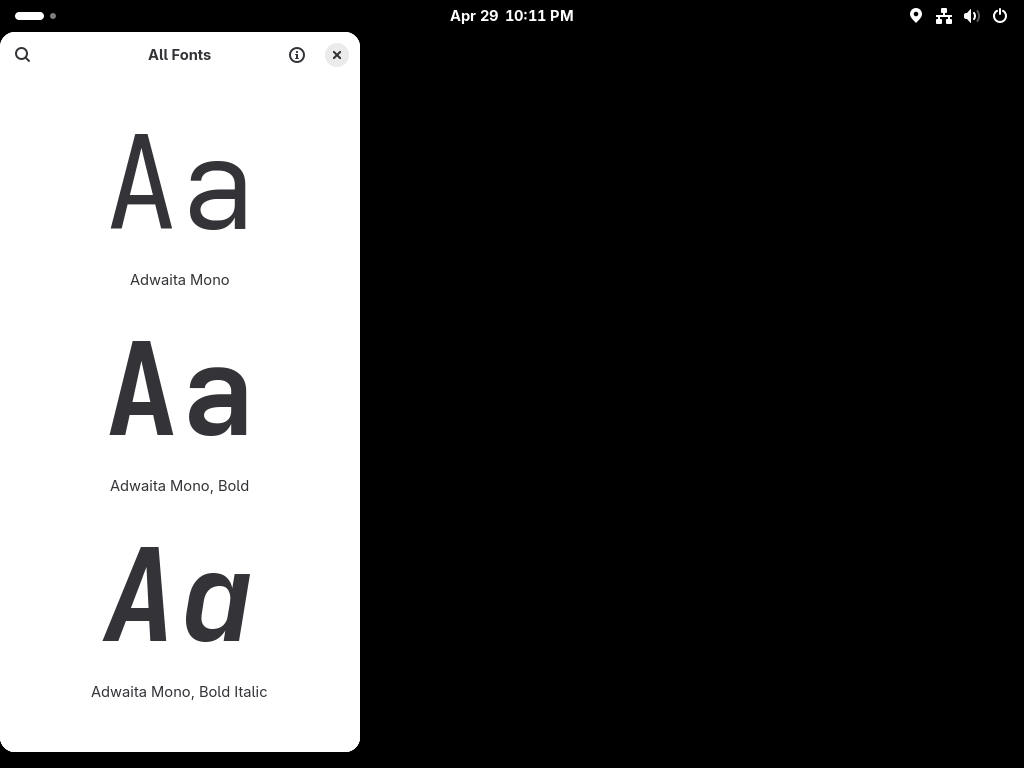 Apr 29 10:11 PM
All Fonts
Aa
Adwaita Mono
Aa
Adwaita Mono, Bold
Aa
Adwaita Mono, Bold Italic